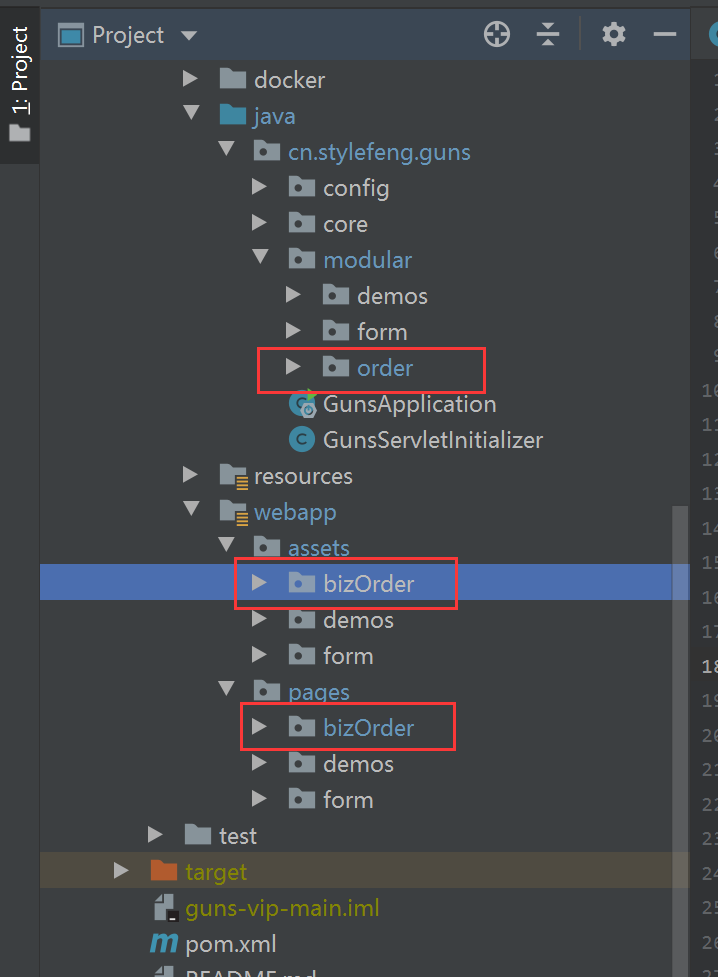 Project
1: Project
docker
java
cn.stylefeng.guns
config
core
modular
demos
form
order
GunsApplication
GunsServletInitializer
resources
webapp
assets
bizOrder
demos
form
pages
bizOrder
demos
form
test
target
guns-vip-main.iml
pom.xml
README.md